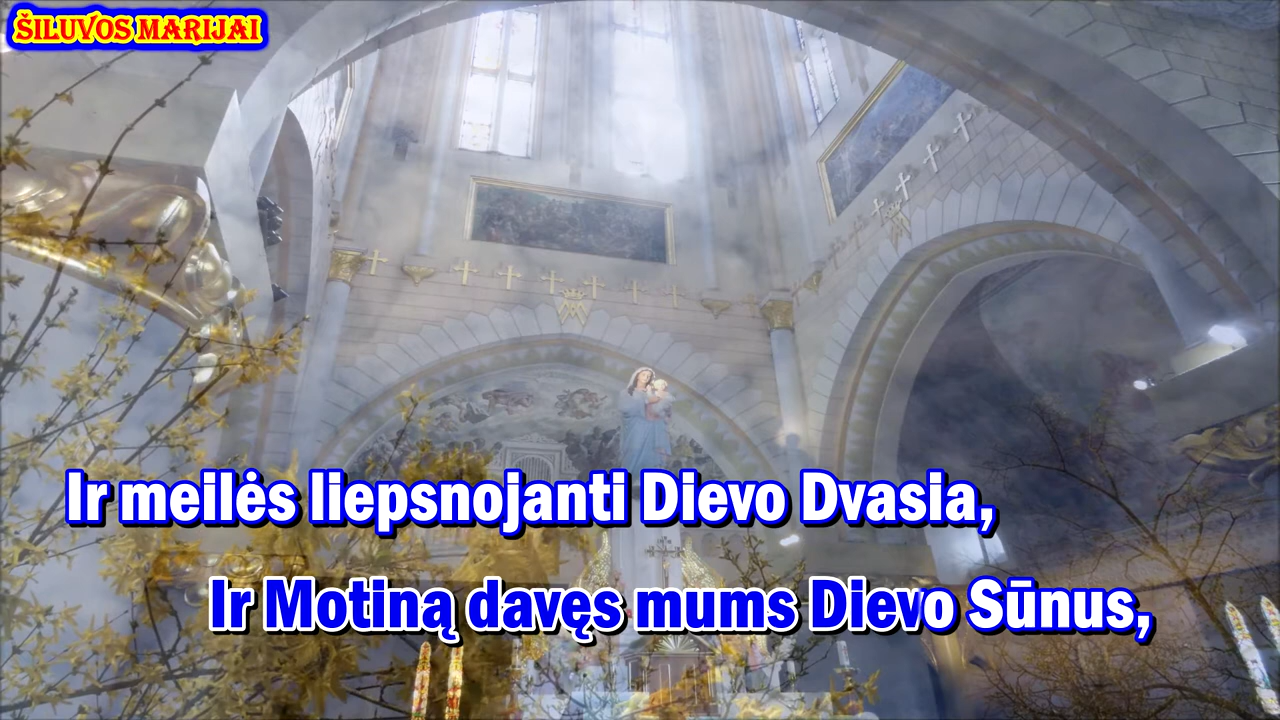 ŠILUVOS MARIJAI
Ir meilės liepsnojanti Dievo Dvasia,
Ir Motiną davęs mums Dievo Sūnus,